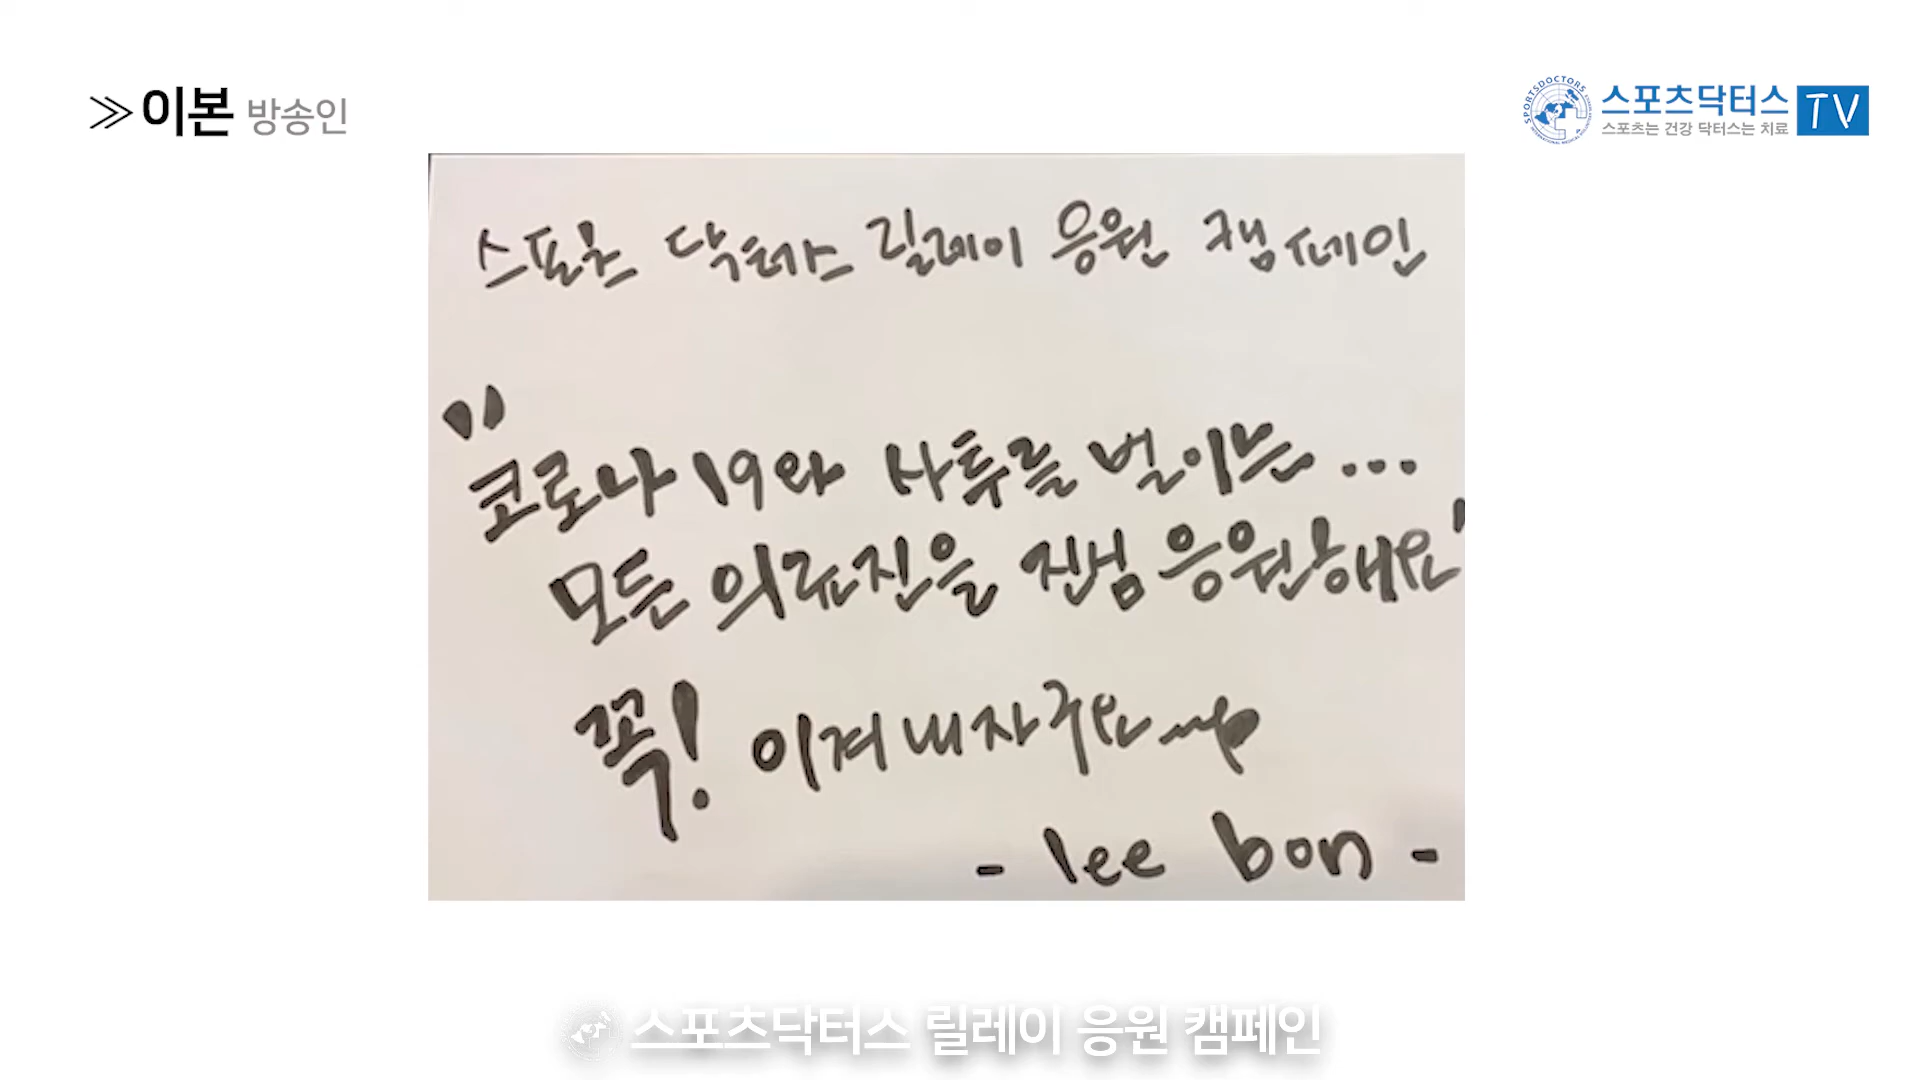 ≫ 이본 방송인
SPORTSDOCTORS
스포츠닥터스 TV
스포츠는 건강 닥터스는 치료
스포츠 닥터스 릴레이 응원 캠페인
"코로나19와 사투를 벌이는...
모든 의료진을 진심 응원해요"
꼭! 이겨내자구요~
- lee bon -
스포츠닥터스 릴레이 응원 캠페인